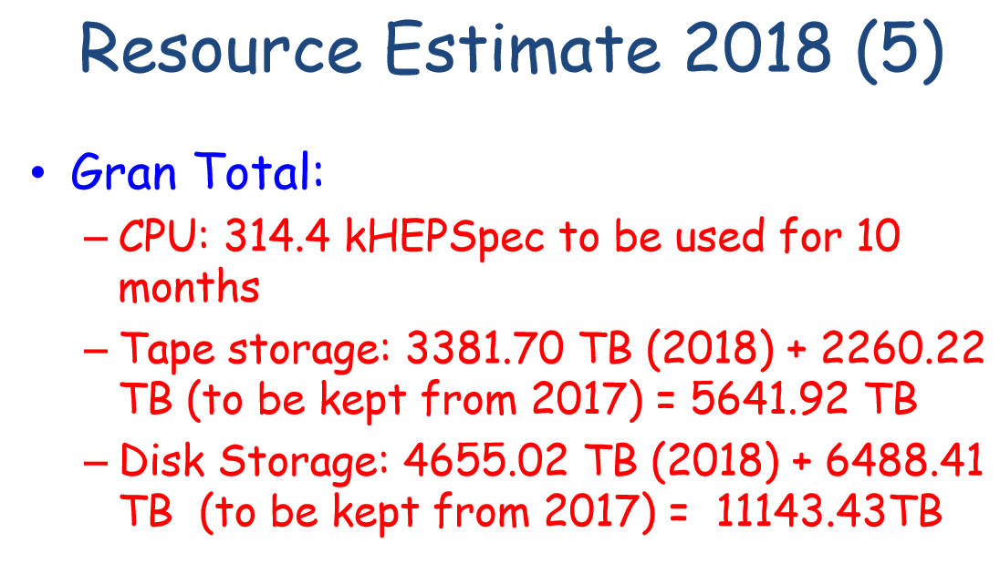 Resource Estimate 2018 (5)
• Gran Total:
– CPU: 314.4 kHEPSpec to be used for 10
months
– Tape storage: 3381.70 TB (2018) + 2260.22
TB (to be kept from 2017) = 5641.92 TB
– Disk Storage: 4655.02 TB (2018) + 6488.41
TB (to be kept from 2017) = 11143.43TB